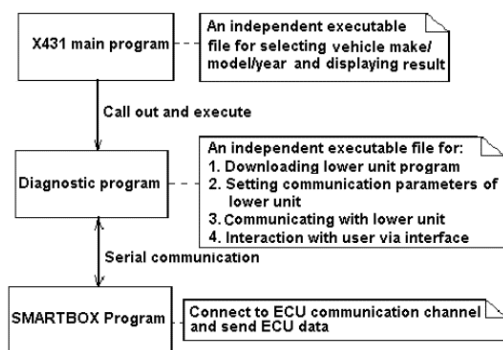 X431 main program
An independent executable
file for selecting vehicle make/
model/year and displaying result
Call out and execute
Diagnostic program
An independent executable file for:
1. Downloading lower unit program
2. Setting communication parameters of
lower unit
3. Communicating with lower unit
4. Interaction with user via interface
Serial communication
SMARTBOX Program
Connect to ECU communication channel
and send ECU data